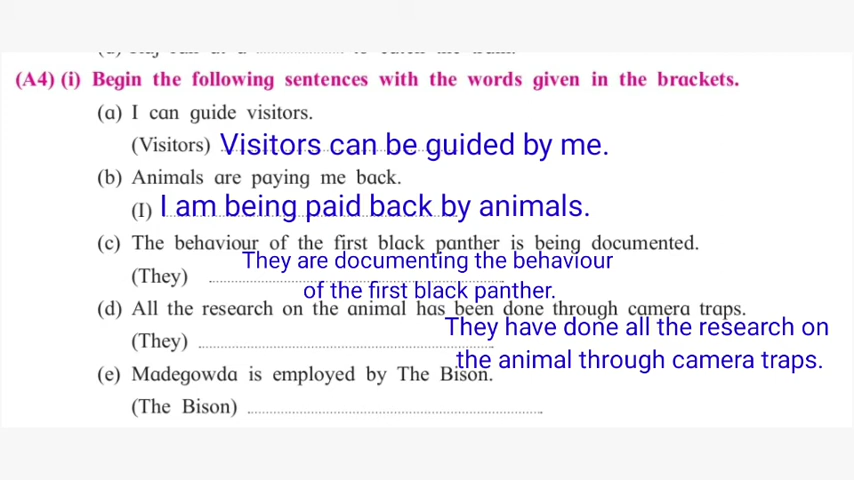 (A4) (i) Begin the following sentences with the words given in the brackets.
(a) I can guide visitors.
(Visitors) Visitors can be guided by me.
(b) Animals are paying me back.
(I) I am being paid back by animals.
(c) The behaviour of the first black panther is being documented.
They are documenting the behaviour
(They)
of the first black panther.
(d) All the research on the animal has been done through camera traps.
They have done all the research on
(They)
the animal through camera traps.
(e) Madegowda is employed by The Bison.
(The Bison)